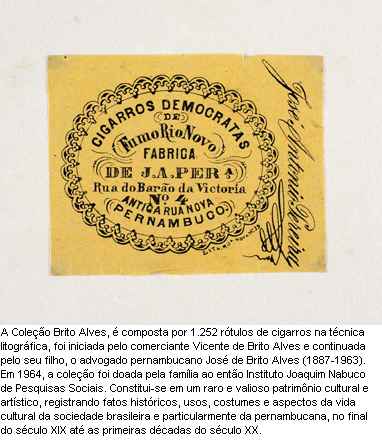 CIGARROS DEMOCRATAS
DE
Fumo Rio Novo
FABRICA
DE J.A.PER.ª
Rua do Barão da Victoria
Nº 4
ANTIGA RUA NOVA
PERNAMBUCO
José Antonio Pereira
A Coleção Brito Alves, é composta por 1.252 rótulos de cigarros na técnica
litográfica, foi iniciada pelo comerciante Vicente de Brito Alves e continuada
pelo seu filho, o advogado pernambucano José de Brito Alves (1887-1963).
Em 1964, a coleção foi doada pela família ao então Instituto Joaquim Nabuco
de Pesquisas Sociais. Constitui-se em um raro e valioso patrimônio cultural e
artístico, registrando fatos históricos, usos, costumes e aspectos da vida
cultural da sociedade brasileira e particularmente da pernambucana, no final
do século XIX até as primeiras décadas do século XX.